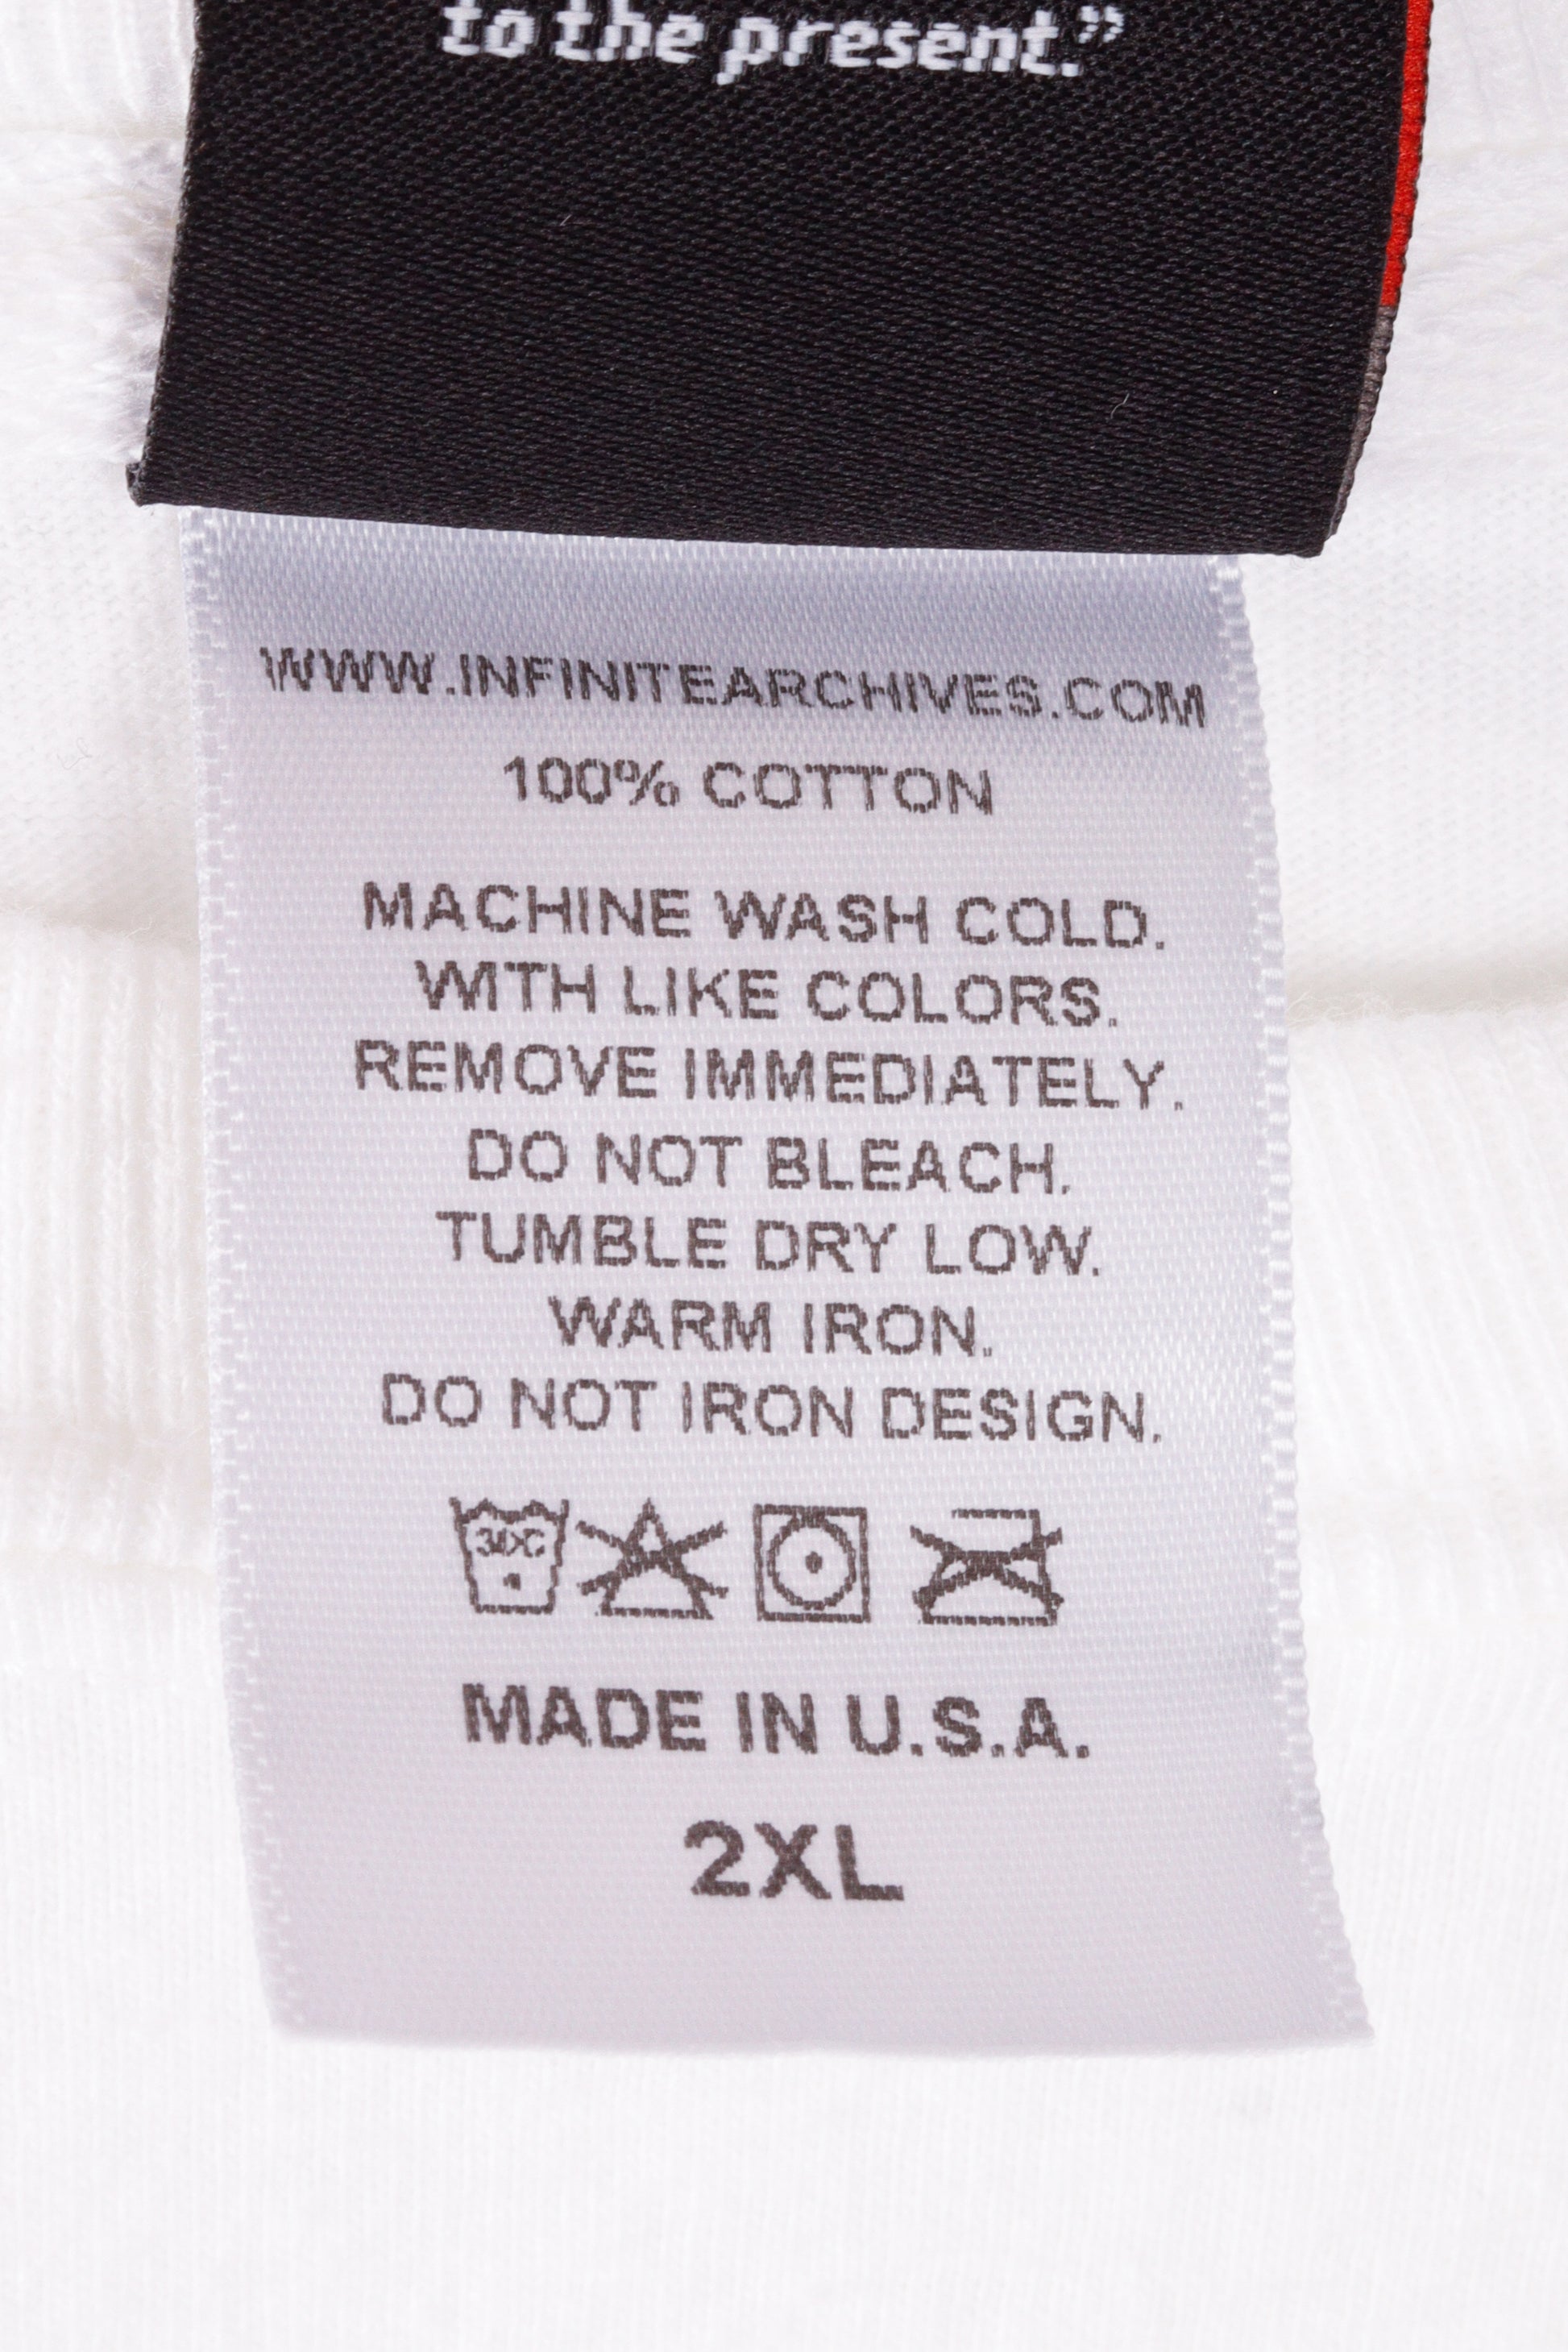 to the present.”
WWW.INFINITEARCHIVES.COM
100% COTTON
MACHINE WASH COLD.
WITH LIKE COLORS.
REMOVE IMMEDIATELY.
DO NOT BLEACH.
TUMBLE DRY LOW.
WARM IRON.
DO NOT IRON DESIGN.
30C
MADE IN U.S.A.
2XL